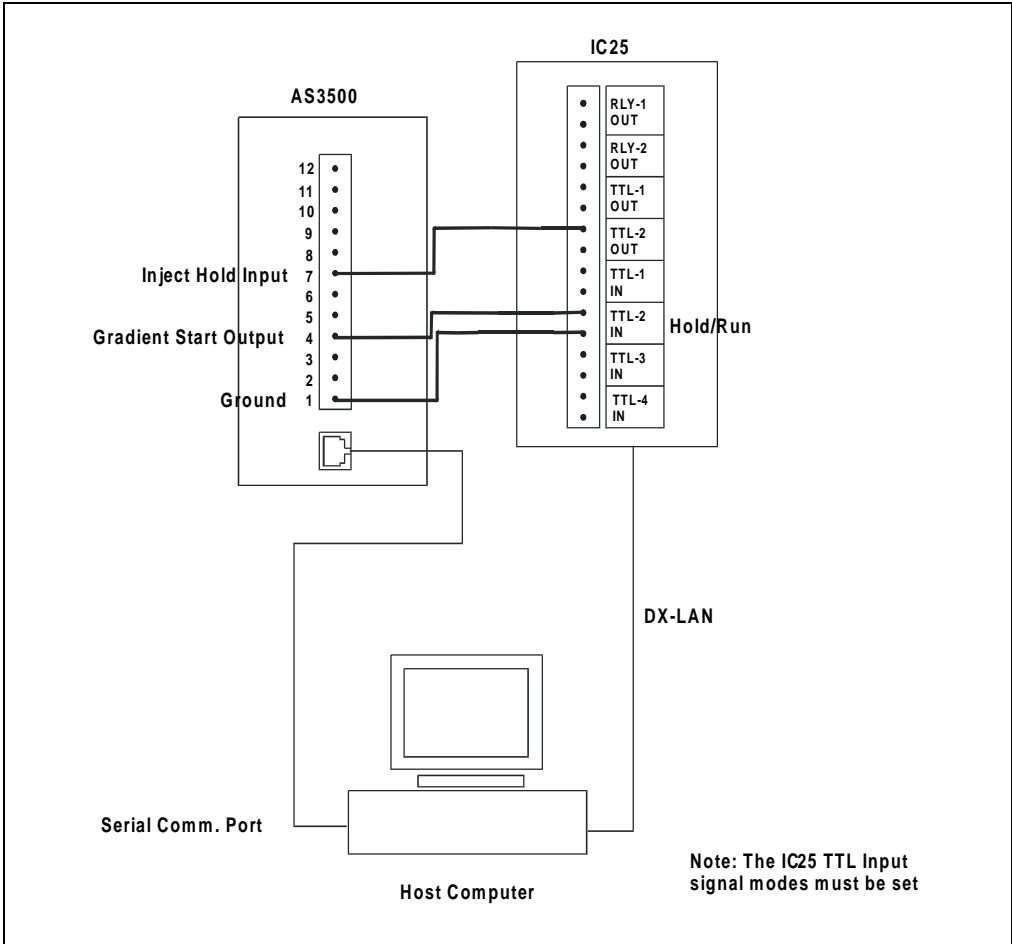 IC25
AS3500
RLY-1
OUT
RLY-2
OUT
TTL-1
OUT
TTL-2
OUT
TTL-1
IN
TTL-2
IN
TTL-3
IN
TTL-4
IN
Hold/Run
12
11
10
9
8
Inject Hold Input 7
6
5
Gradient Start Output 4
3
2
Ground 1
DX-LAN
Serial Comm. Port
Host Computer
Note: The IC25 TTL Input
signal modes must be set